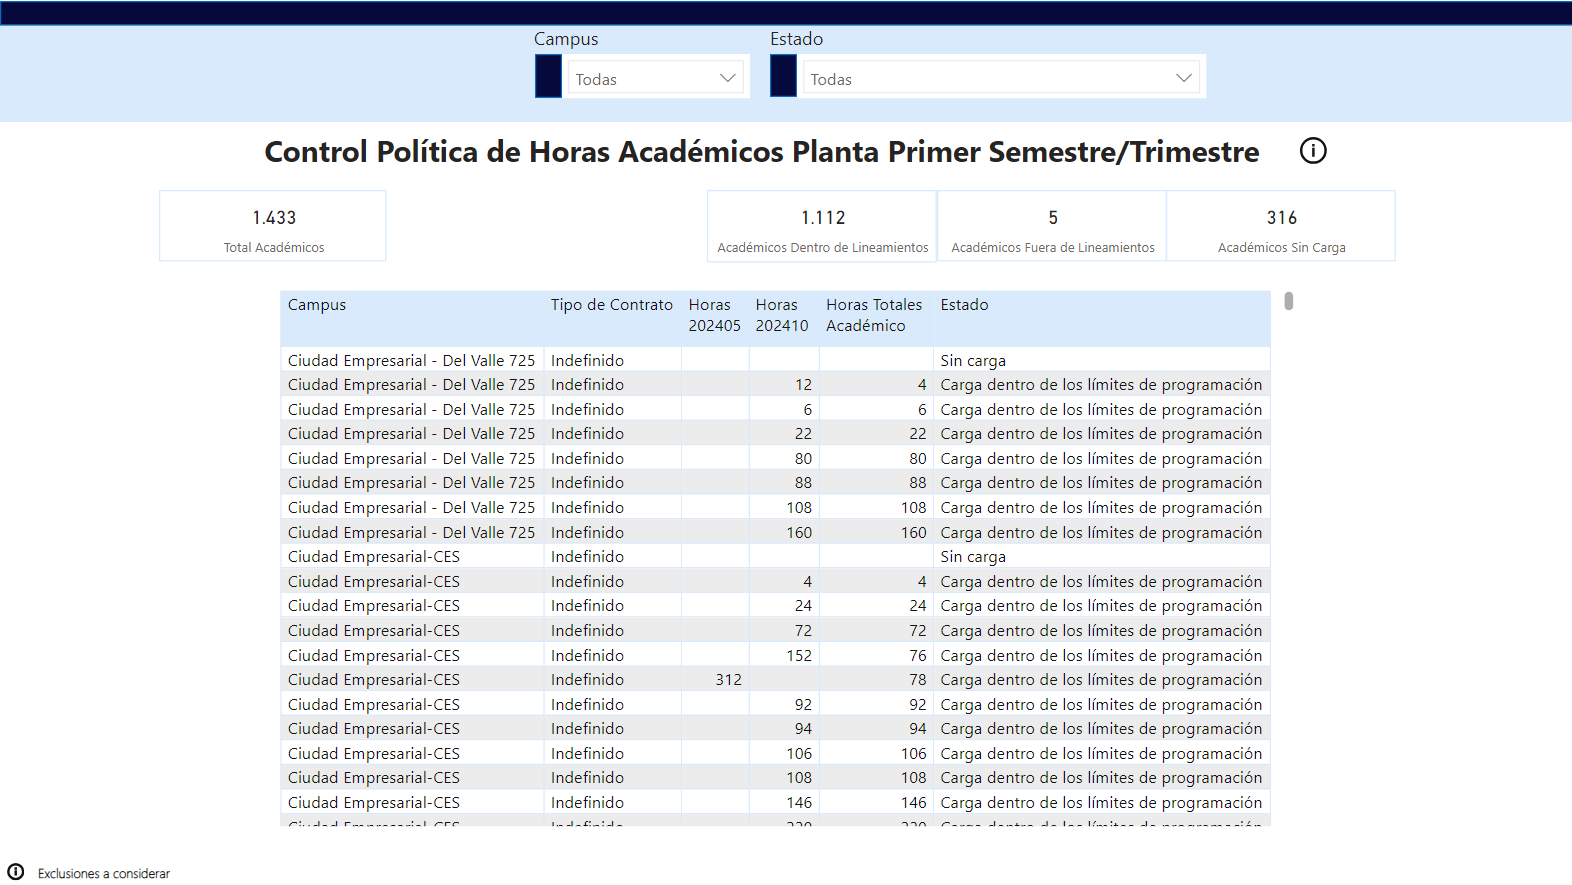 Campus Estado
Todas Todas
Control Política de Horas Académicos Planta Primer Semestre/Trimestre
1.433 1.112 5 316
Total Académicos Académicos Dentro de Lineamientos Académicos Fuera de Lineamientos Académicos Sin Carga
Campus Tipo de Contrato Horas 202405 Horas 202410 Horas Totales Académico Estado
Ciudad Empresarial - Del Valle 725 Indefinido Sin carga
Ciudad Empresarial - Del Valle 725 Indefinido 12 4 Carga dentro de los límites de programación
Ciudad Empresarial - Del Valle 725 Indefinido 6 6 Carga dentro de los límites de programación
Ciudad Empresarial - Del Valle 725 Indefinido 22 22 Carga dentro de los límites de programación
Ciudad Empresarial - Del Valle 725 Indefinido 80 80 Carga dentro de los límites de programación
Ciudad Empresarial - Del Valle 725 Indefinido 88 88 Carga dentro de los límites de programación
Ciudad Empresarial - Del Valle 725 Indefinido 108 108 Carga dentro de los límites de programación
Ciudad Empresarial - Del Valle 725 Indefinido 160 160 Carga dentro de los límites de programación
Ciudad Empresarial-CES Indefinido Sin carga
Ciudad Empresarial-CES Indefinido 4 4 Carga dentro de los límites de programación
Ciudad Empresarial-CES Indefinido 24 24 Carga dentro de los límites de programación
Ciudad Empresarial-CES Indefinido 72 72 Carga dentro de los límites de programación
Ciudad Empresarial-CES Indefinido 152 76 Carga dentro de los límites de programación
Ciudad Empresarial-CES Indefinido 312 78 Carga dentro de los límites de programación
Ciudad Empresarial-CES Indefinido 92 92 Carga dentro de los límites de programación
Ciudad Empresarial-CES Indefinido 94 94 Carga dentro de los límites de programación
Ciudad Empresarial-CES Indefinido 106 106 Carga dentro de los límites de programación
Ciudad Empresarial-CES Indefinido 108 108 Carga dentro de los límites de programación
Ciudad Empresarial-CES Indefinido 146 146 Carga dentro de los límites de programación
Exclusiones a considerar